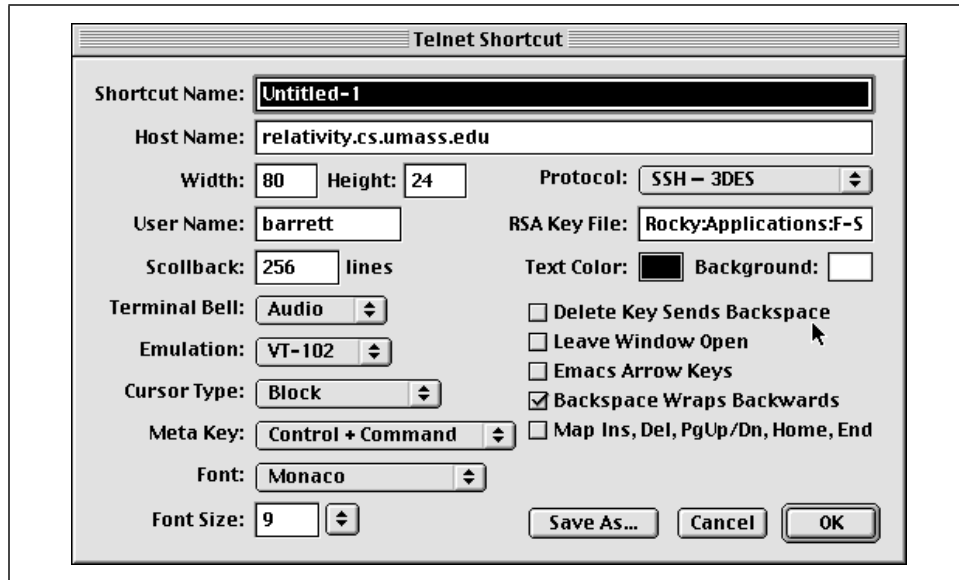 Telnet Shortcut
Shortcut Name: Untitled-1
Host Name: relativity.cs.umass.edu
Width: 80 Height: 24 Protocol: SSH – 3DES
User Name: barrett RSA Key File: Rocky:Applications:F-S
Scollback: 256 lines Text Color: Background:
Terminal Bell: Audio Delete Key Sends Backspace
Emulation: VT-102 Leave Window Open
Emacs Arrow Keys
Cursor Type: Block Backspace Wraps Backwards
Meta Key: Control + Command Map Ins, Del, PgUp/Dn, Home, End
Font: Monaco
Font Size: 9 Save As... Cancel OK